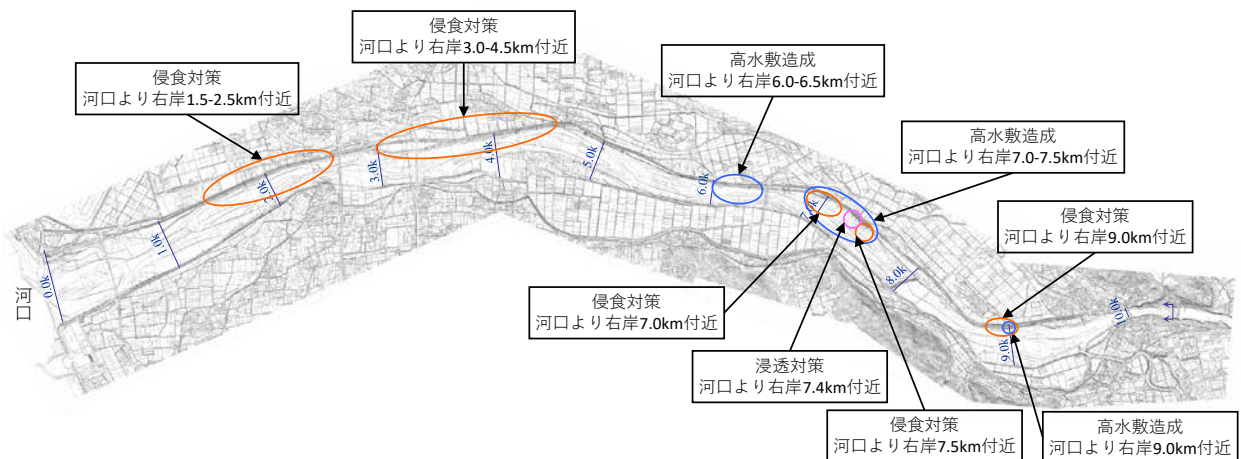 侵食対策
河口より右岸3.0-4.5km付近
侵食対策
河口より右岸1.5-2.5km付近
高水敷造成
河口より右岸6.0-6.5km付近
高水敷造成
河口より右岸7.0-7.5km付近
侵食対策
河口より右岸9.0km付近
河口
0.0k
1.0k
3.0k
4.0k
5.0k
6.0k
8.0k
9.0k
10.0k
侵食対策
河口より右岸7.0km付近
浸透対策
河口より右岸7.4km付近
侵食対策
河口より右岸7.5km付近
高水敷造成
河口より右岸9.0km付近